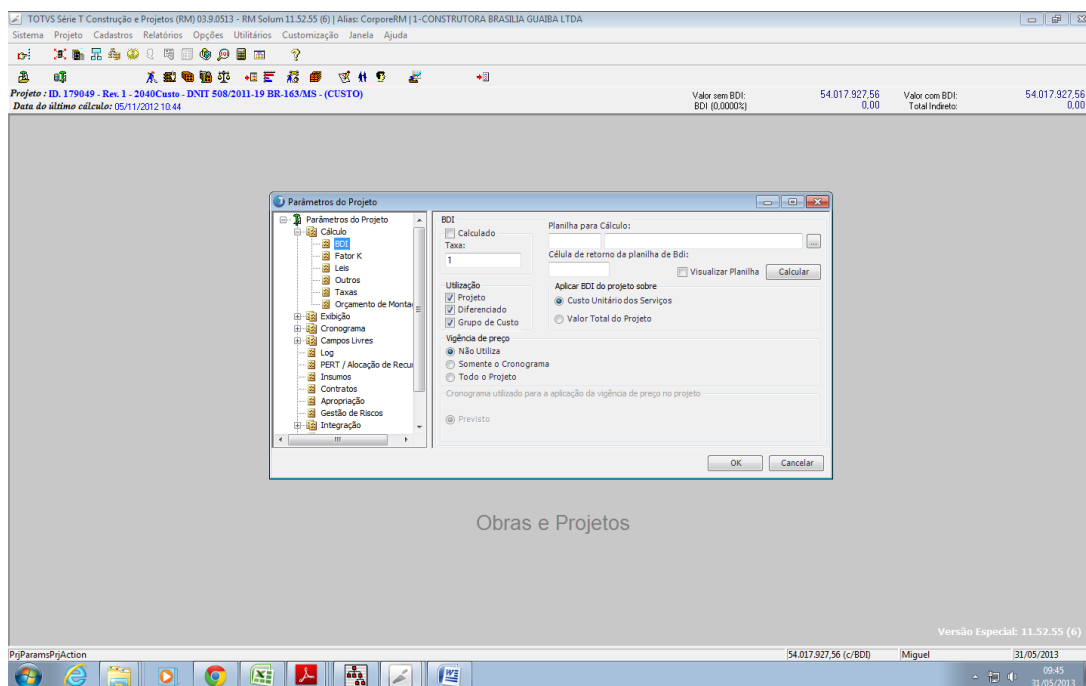 TOTVS Série T Construção e Projetos (RM) 03.9.0513 - RM Solum 11.52.55 (6) | Alias: CorporeRM | 1-CONSTRUTORA BRASILIA GUAIBA LTDA
Sistema Projeto Cadastros Relatórios Opções Utilitários Customização Janela Ajuda
Projeto : ID. 179049 - Rev. 1 - 2040Custo - DNIT 508/2011-19 BR-163/MS - (CUSTO)
Valor sem BDI: 54.017.927,56 Valor com BDI: 54.017.927,56
Data do último cálculo: 05/11/2012 10:44
BDI (0,0000%) 0,00 Total Indireto: 0,00
Parâmetros do Projeto
Parâmetros do Projeto
Cálculo
BDI
Fator K
Leis
Outros
Taxas
Orçamento de Monta
Exibição
Cronograma
Campos Livres
Log
PERT / Alocação de Recur
Insumos
Contratos
Apropriação
Gestão de Riscos
Integração
BDI
Calculado
Taxa:
1
Planilha para Cálculo:
...
Célula de retorno da planilha de Bdi:
Visualizar Planilha Calcular
Utilização
Projeto
Diferenciado
Grupo de Custo
Aplicar BDI do projeto sobre
Custo Unitário dos Serviços
Valor Total do Projeto
Vigência de preço
Não Utiliza
Somente o Cronograma
Todo o Projeto
Cronograma utilizado para a aplicação da vigência de preço no projeto
Previsto
OK Cancelar
Obras e Projetos
Versão Especial: 11.52.55 (6)
PrjParamsPrjAction 54.017.927,56 (c/BDI) Miguel 31/05/2013
09:45
31/05/2013